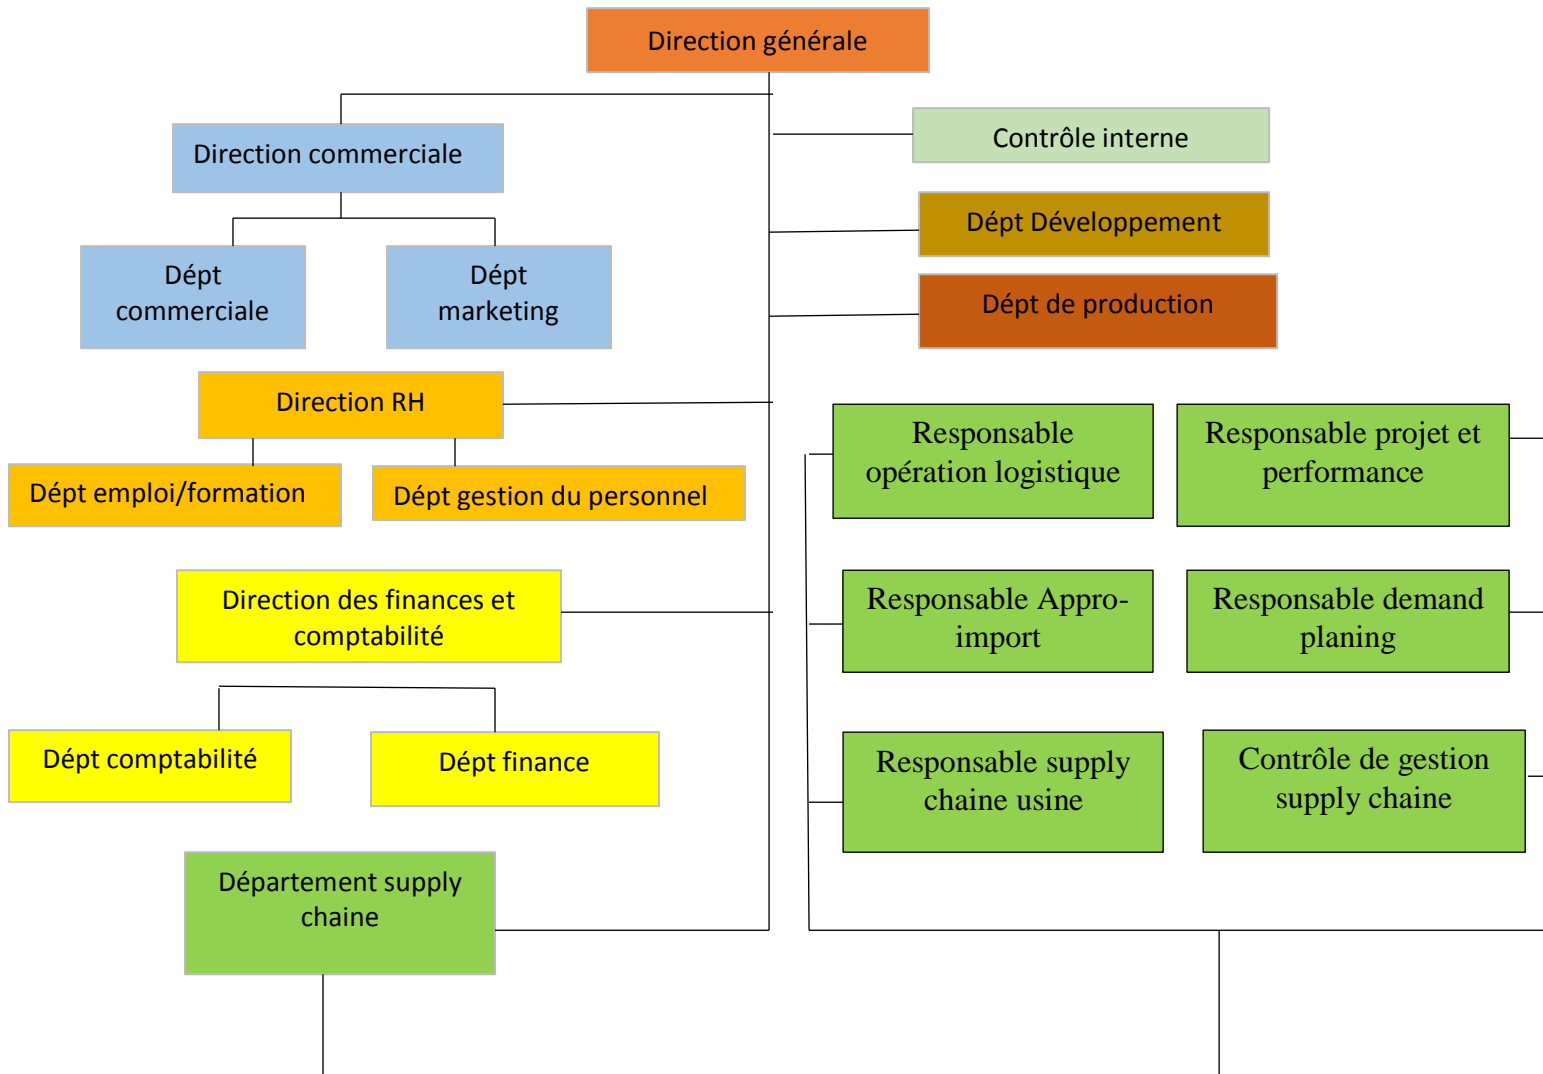 Direction générale
Direction commerciale
Contrôle interne
Dépt Développement
Dépt
commerciale
Dépt
marketing
Dépt de production
Direction RH
Dépt emploi/formation
Dépt gestion du personnel
Responsable
opération logistique
Responsable projet et
performance
Direction des finances et
comptabilité
Responsable Appro-
import
Responsable demand
planing
Dépt comptabilité
Dépt finance
Responsable supply
chaine usine
Contrôle de gestion
supply chaine
Département supply
chaine